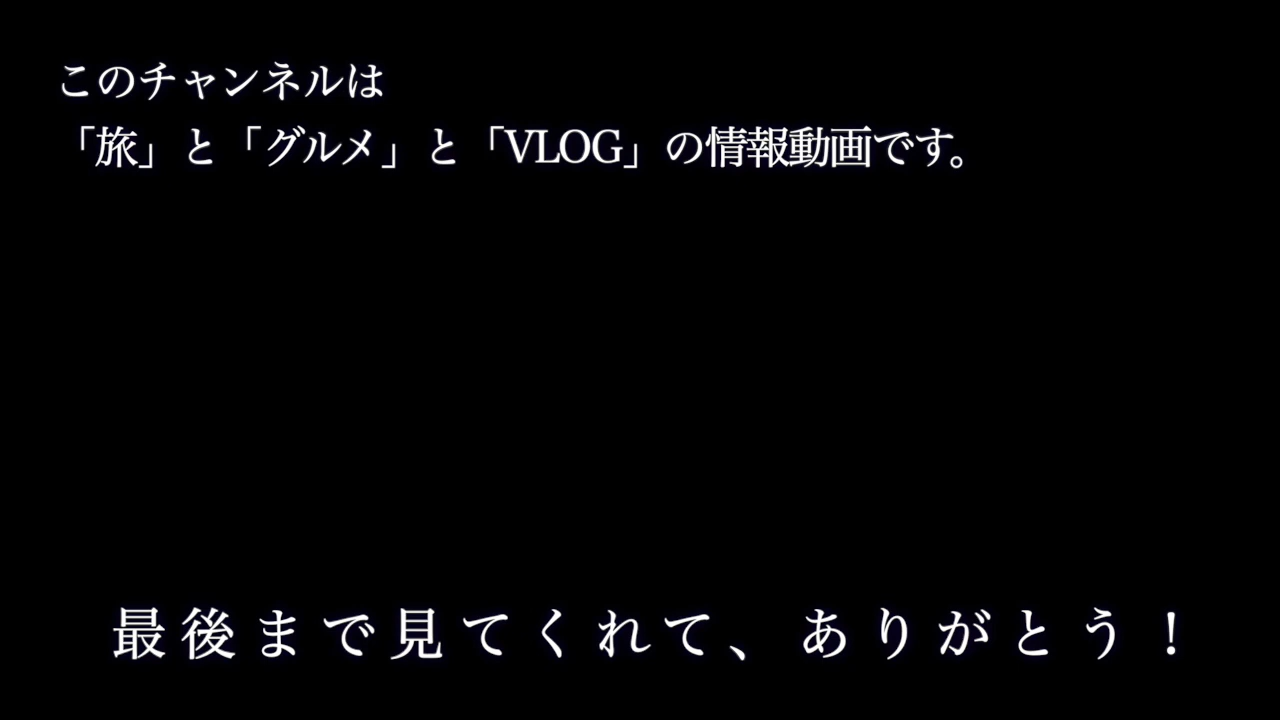 このチャンネルは
「旅」と「グルメ」と「VLOG」の情報動画です。
最後まで見てくれて、ありがとう！